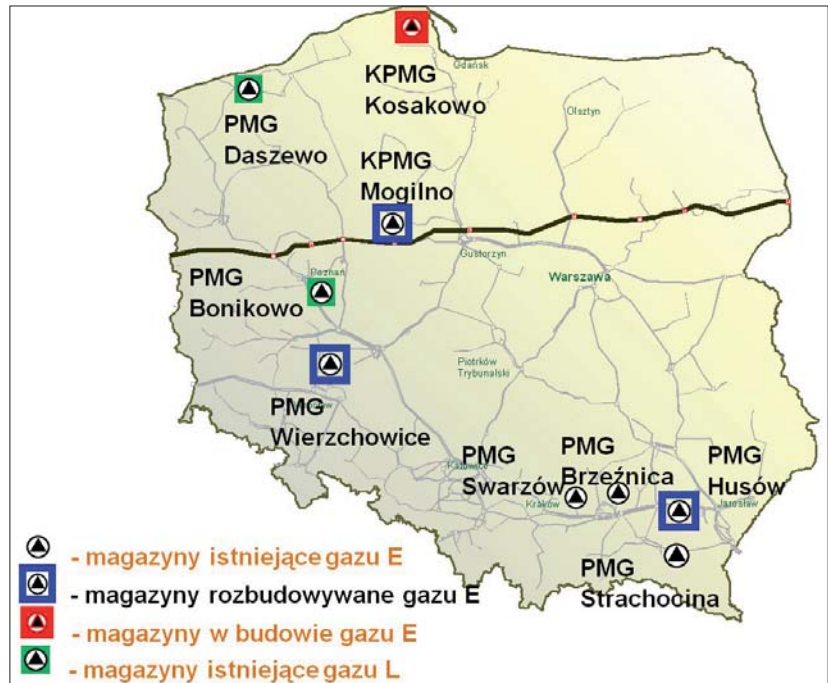 KPMG
Kosakowo
Gdańsk
PMG
Daszewo
Olsztyn
KPMG
Mogilno
PMG
Bonikowo
Poznań
Gustorzyn
Warszawa
Piotrków
Trybunalski
PMG
Wierzchowice
PMG
Swarzów
PMG
Brzeźnica
PMG
Husów
Katowice
Kraków
Jarosław
PMG
Strachocina
- magazyny istniejące gazu E
- magazyny rozbudowywane gazu E
- magazyny w budowie gazu E
- magazyny istniejące gazu L